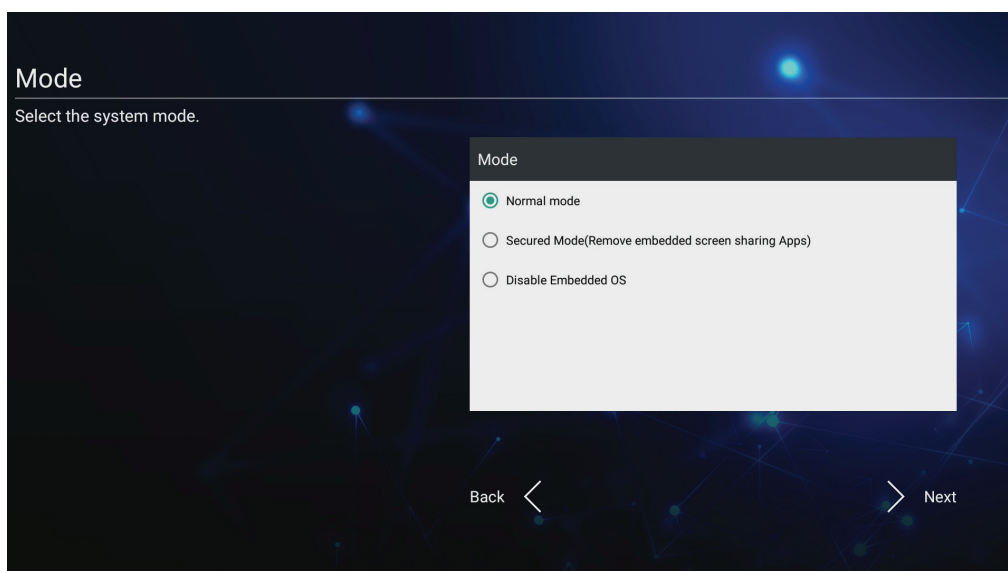 Mode
Select the system mode.
Mode
Normal mode
Secured Mode(Remove embedded screen sharing Apps)
Disable Embedded OS
Back
Next